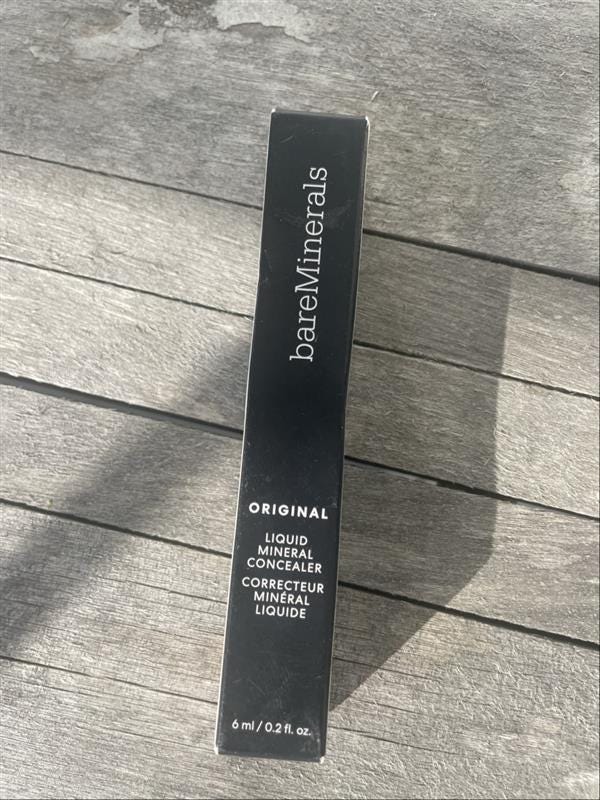 bareMinerals
ORIGINAL
LIQUID
MINERAL
CONCEALER
CORRECTEUR
MINÉRAL
LIQUIDE
6 ml / 0.2 fl. oz.